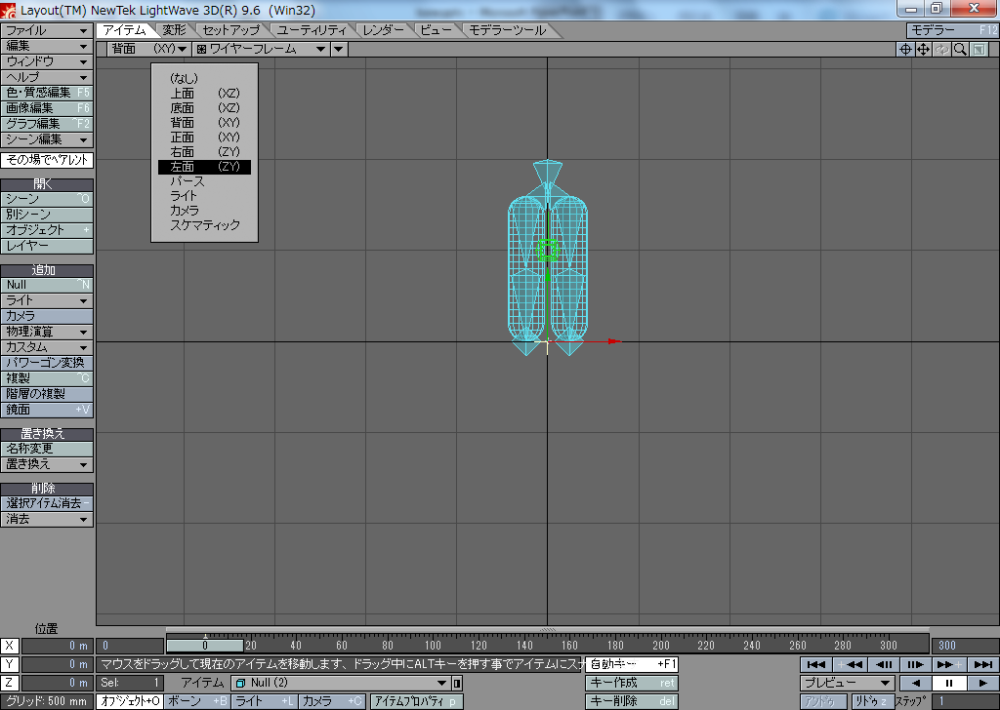 Layout(TM) NewTek LightWave 3D(R) 9.6 (Win32)
ファイル アイテム 変形 セットアップ ユーティリティ レンダー ビュー モデラーツール モデラー F12
編集 背面 (XY) ワイヤーフレーム
ウィンドウ
ヘルプ
色・質感編集 F5
画像編集 F6
グラフ編集 ^F2
シーン編集
その場でペアレント
(なし)
上面 (XZ)
底面 (XZ)
背面 (XY)
正面 (XY)
右面 (ZY)
左面 (ZY)
パース
ライト
カメラ
スケマティック
開く
シーン ^O
別シーン
オブジェクト +
レイヤー
追加
Null ^N
ライト
カメラ
物理演算
カスタム
パワーゴン変換
複製 ^C
階層の複製
鏡面 +V
置き換え
名称変更
置き換え
削除
選択アイテム消去 -
消去
位置
X 0 m 0 0 20 40 60 80 100 120 140 160 180 200 220 240 260 280 300 300
Y 0 m マウスをドラッグして現在のアイテムを移動します、ドラッグ中にALTキーを押す事でアイテムにスナ 自動キー +F1
Z 0 m Sel: 1 アイテム Null (2) キー作成 ret プレビュー
グリッド: 500 mm オブジェクト+O ボーン +B ライト +L カメラ +C アイテムプロパティ p キー削除 del アンドゥ リドゥ z ステップ 1